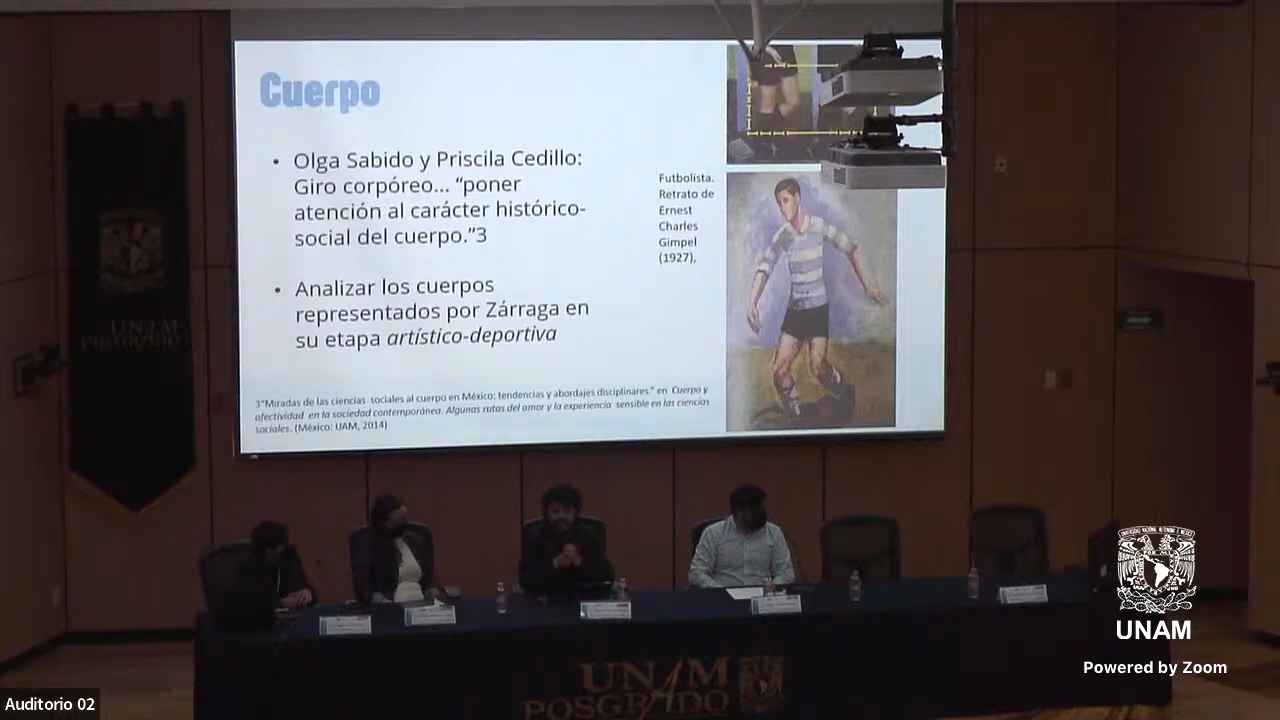 Cuerpo
• Olga Sabido y Priscila Cedillo:
Giro corpóreo... “poner
atención al carácter histórico-
social del cuerpo.”3
• Analizar los cuerpos
representados por Zárraga en
su etapa artístico-deportiva
Futbolista.
Retrato de
Ernest
Charles
Gimpel
(1927),
3"Miradas de las ciencias sociales al cuerpo en México: tendencias y abordajes disciplinares." en Cuerpo y
afectividad en la sociedad contemporánea. Algunas rutas del amor y la experiencia sensible en las ciencias
sociales. (México: UAM, 2014)
UNAM
POSGRADO
UNAM
POSGRADO
UNAM
Powered by Zoom
Auditorio 02